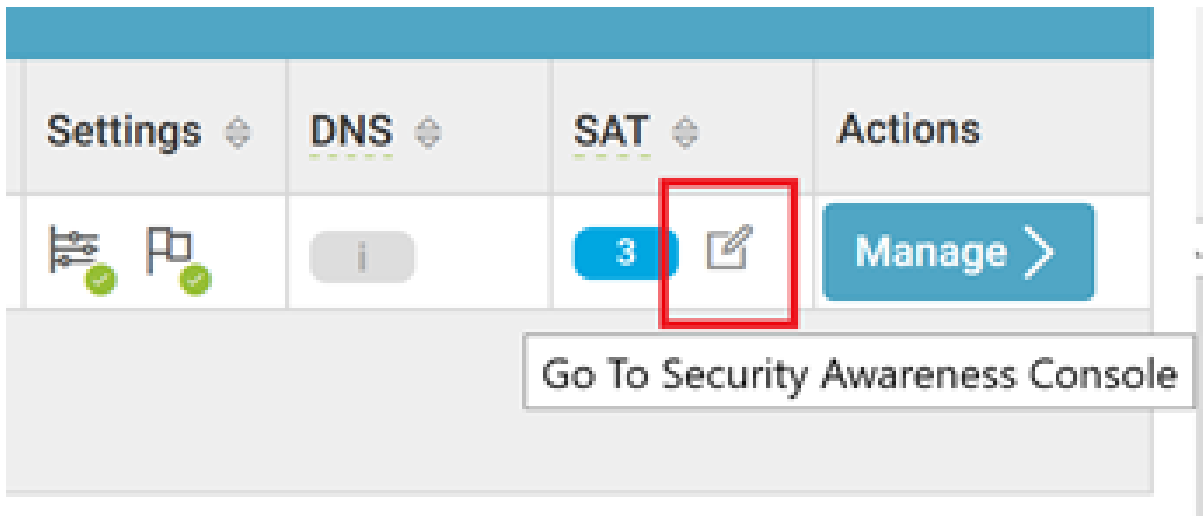 Settings DNS SAT Actions
i 3 Manage
Go To Security Awareness Console